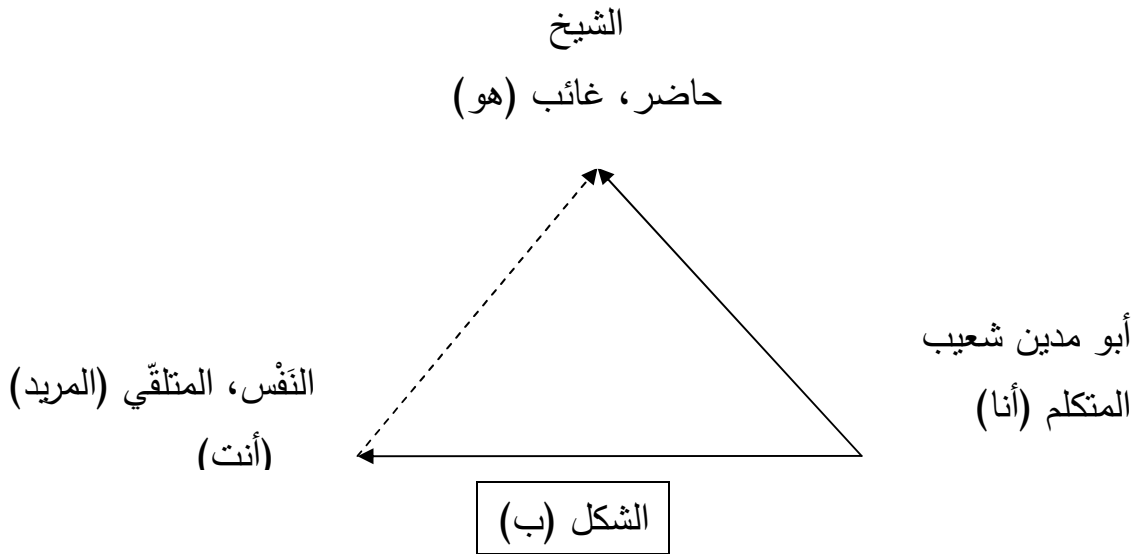 الشيخ
حاضر، غائب (هو)
أبو مدين شعيب
المتكلم (أنا)
النَفْس، المتلقّي (المريد)
(أنت)
الشكل (ب)